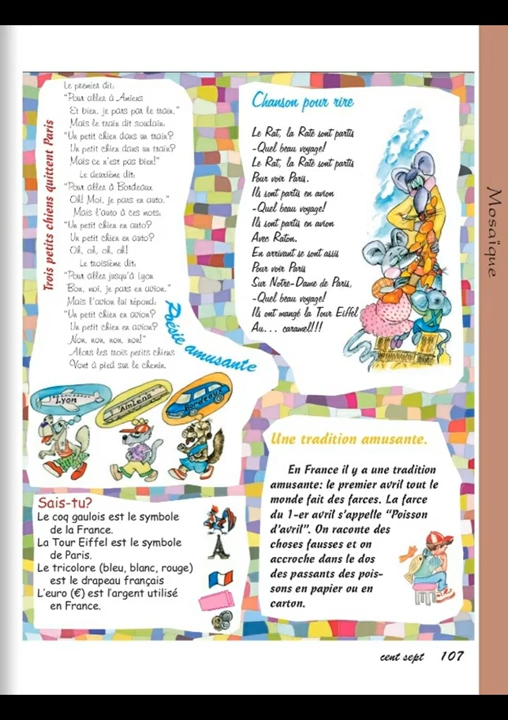 Trois petits chiens quittent Paris
Le premier dit:
"Pour aller à Amiens
Et bien, je pars par le train."
Mais le train dit soudain:
"Un petit chien dans un train?
Un petit chien dans un train?
Mais ce n'est pas bien!"
Le deuxième dit:
"Pour aller à Bordeaux
Oh! Moi, je pars en auto."
Mais l'auto à ces mots:
"Un petit chien en auto?
Un petit chien en auto?
Oh, oh, oh, oh!
Le troisième dit:
"Pour aller jusqu'à Lyon
Bon, moi, je pars en avion."
Mais l'avion lui répond:
"Un petit chien en avion?
Un petit chien en avion?
Non, non, non, non!"
Alors les trois petits chiens
Vont à pied sur le chemin.
Poésie amusante
Lyon
Amiens
Bordeaux
Sais-tu?
Le coq gaulois est le symbole
de la France.
La Tour Eiffel est le symbole
de Paris.
Le tricolore (bleu, blanc, rouge)
est le drapeau français
L'euro (€) est l'argent utilisé
en France.
Chanson pour rire
Le Rat, la Rate sont partis
-Quel beau voyage!
Le Rat, la Rate sont partis
Pour voir Paris.
Ils sont partis en avion
-Quel beau voyage!
Ils sont partis en avion
Avec Raton.
En arrivant se sont assis
Pour voir Paris
Sur Notre-Dame de Paris,
-Quel beau voyage!
Ils ont mangé la Tour Eiffel
Au... caramel!!!
Une tradition amusante.
En France il y a une tradition
amusante: le premier avril tout le
monde fait des farces. La farce
du 1-er avril s'appelle "Poisson
d'avril". On raconte des
choses fausses et on
accroche dans le dos
des passants des pois-
sons en papier ou en
carton.
Mosaïque
cent sept 107